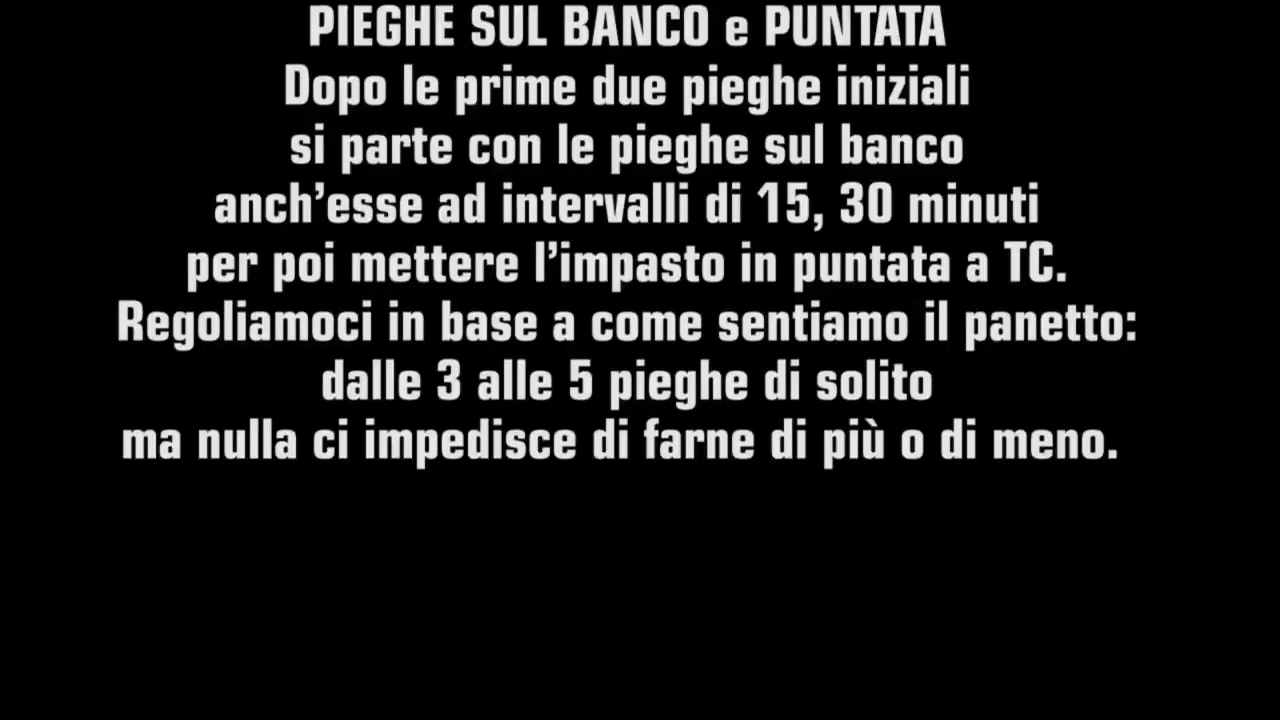 PIEGHE SUL BANCO e PUNTATA
Dopo le prime due pieghe iniziali
si parte con le pieghe sul banco
anch’esse ad intervalli di 15, 30 minuti
per poi mettere l’impasto in puntata a TC.
Regoliamoci in base a come sentiamo il panetto:
dalle 3 alle 5 pieghe di solito
ma nulla ci impedisce di farne di più o di meno.